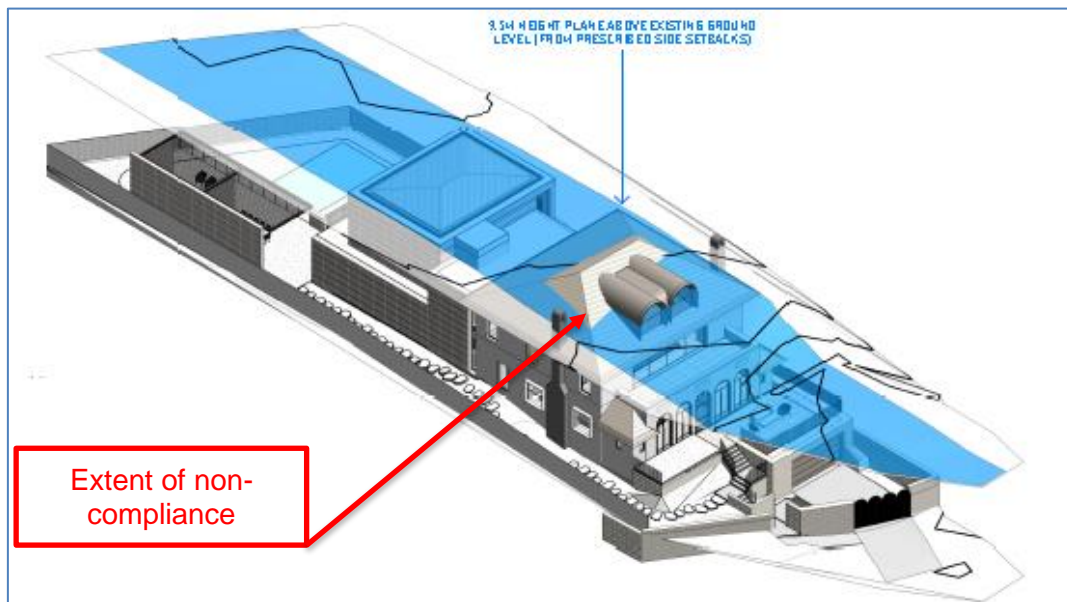 9.5M HEIGHT PLANE ABOVE EXISTING GROUND
LEVEL (FROM PRESCRIBED SIDE SETBACKS)
Extent of non-
compliance